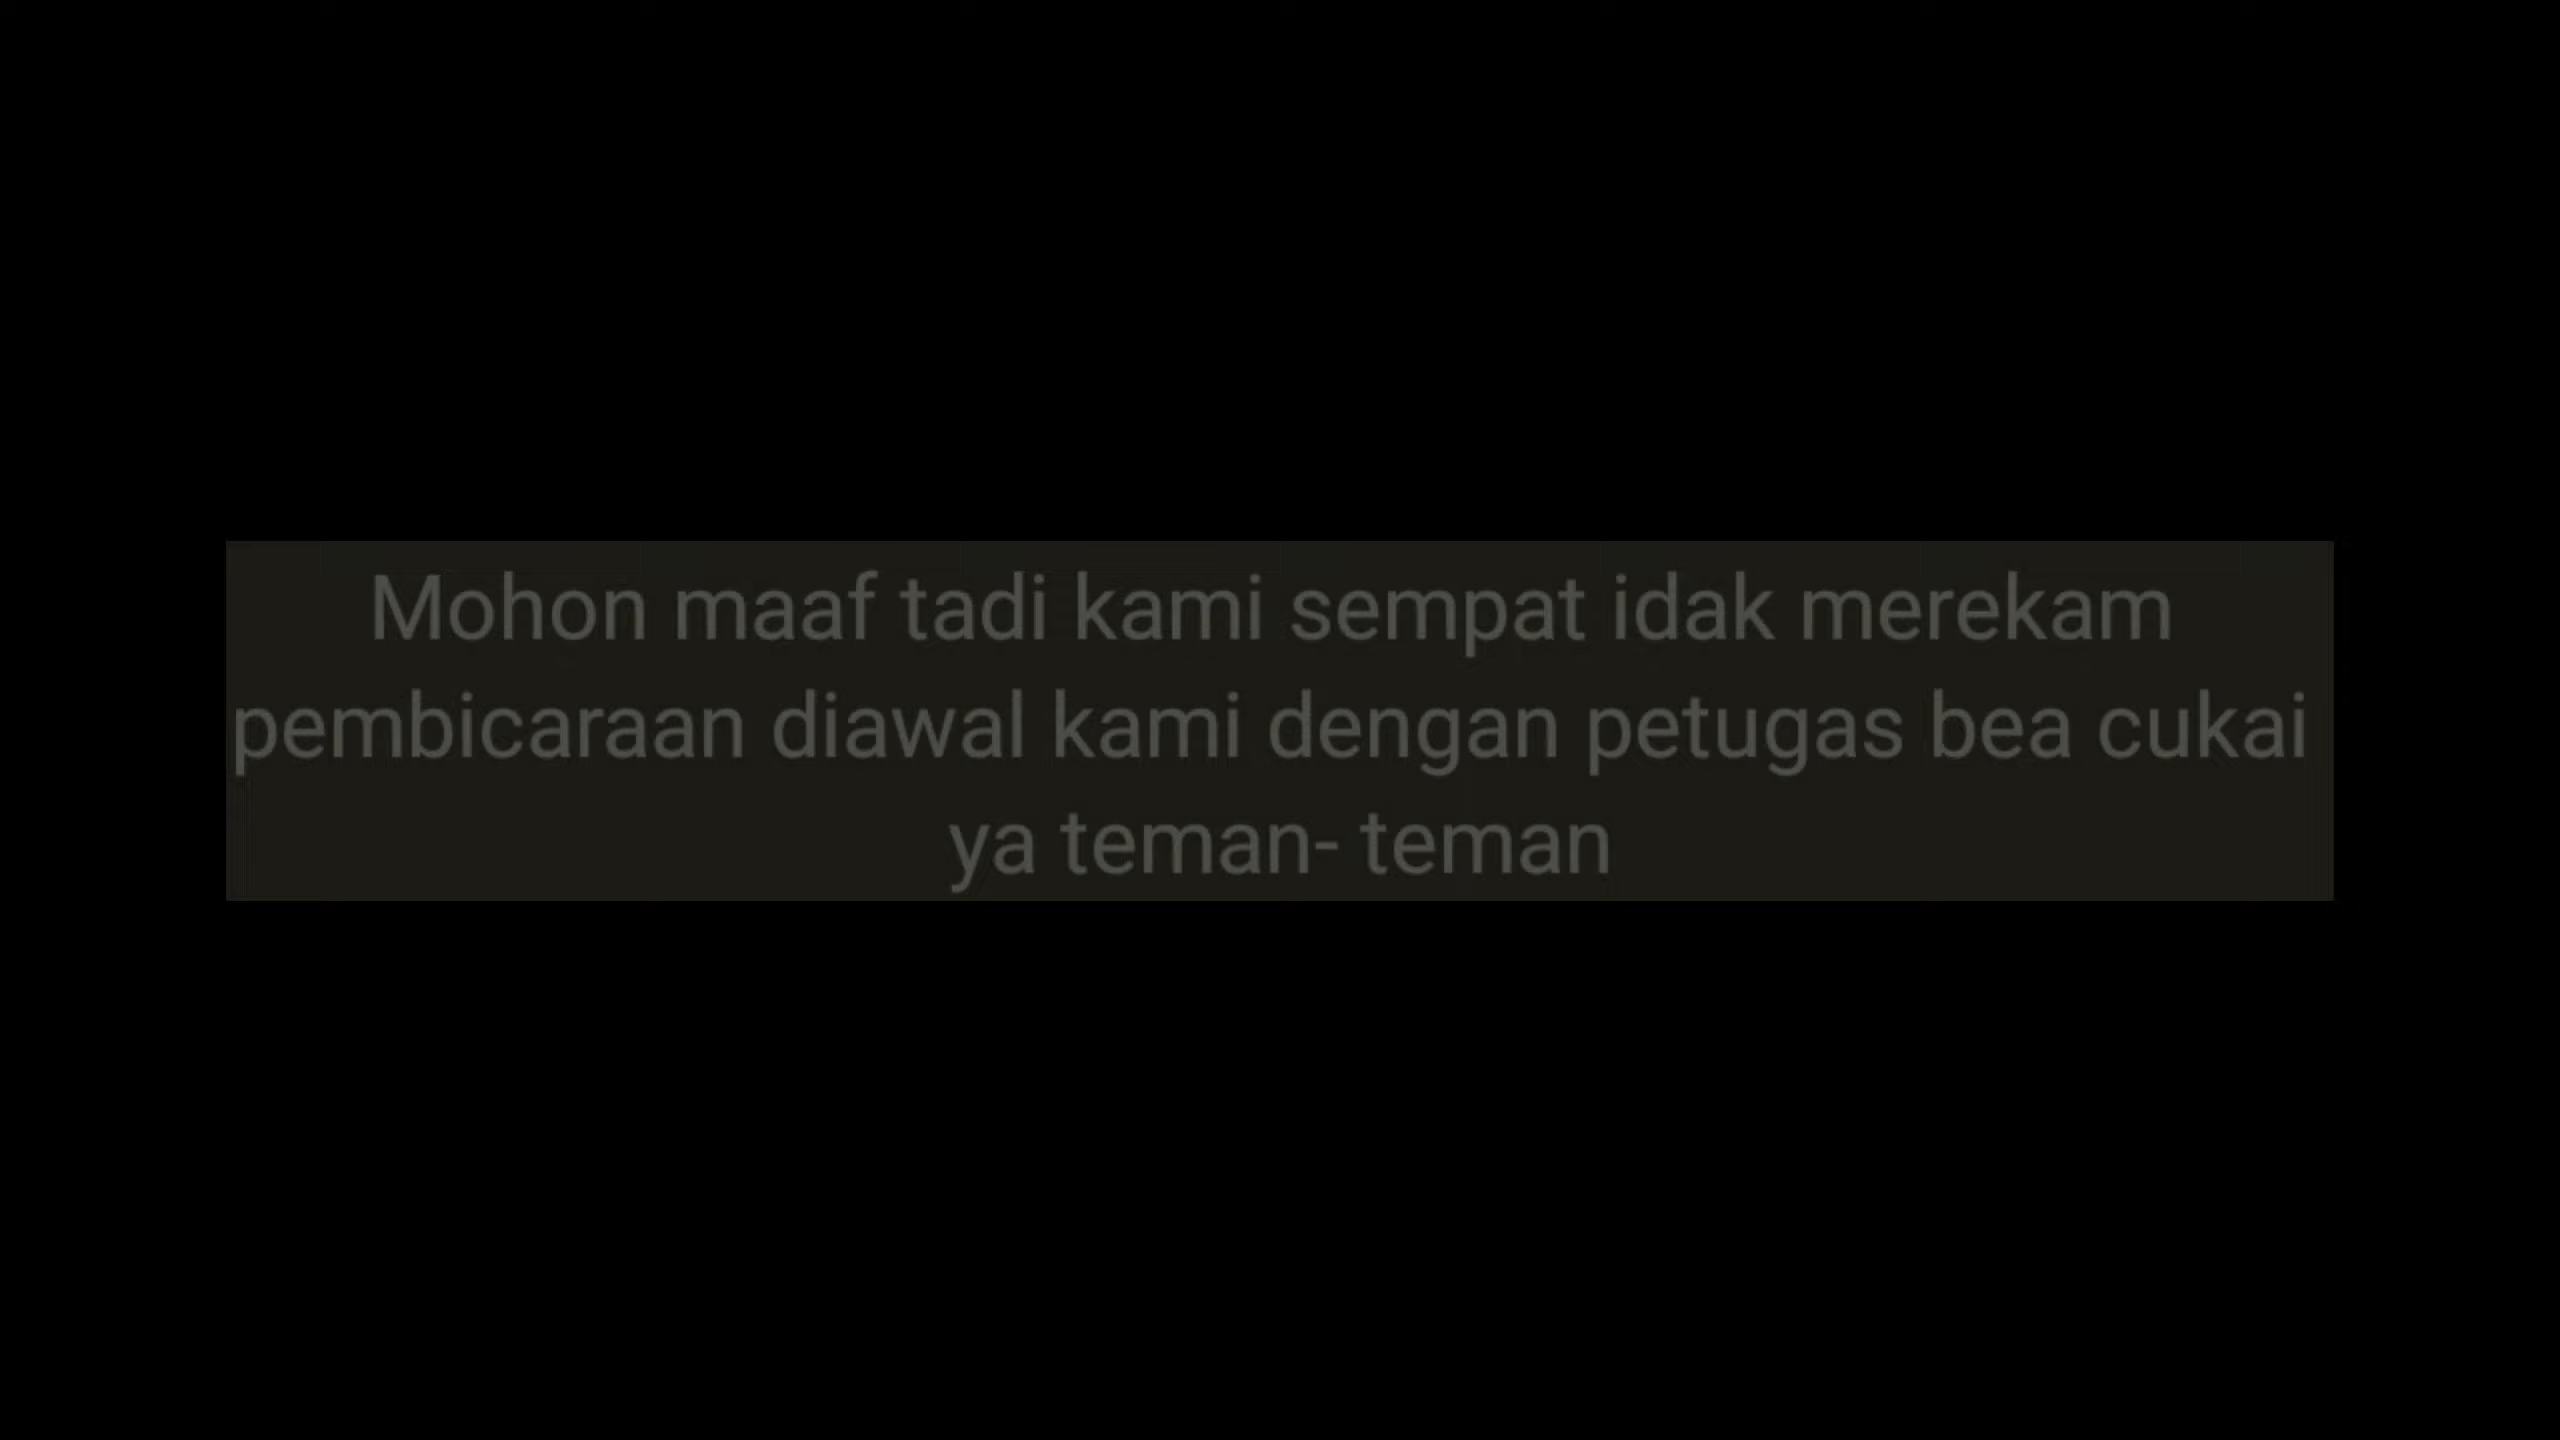 Mohon maaf tadi kami sempat idak merekam
pembicaraan diawal kami dengan petugas bea cukai
ya teman- teman